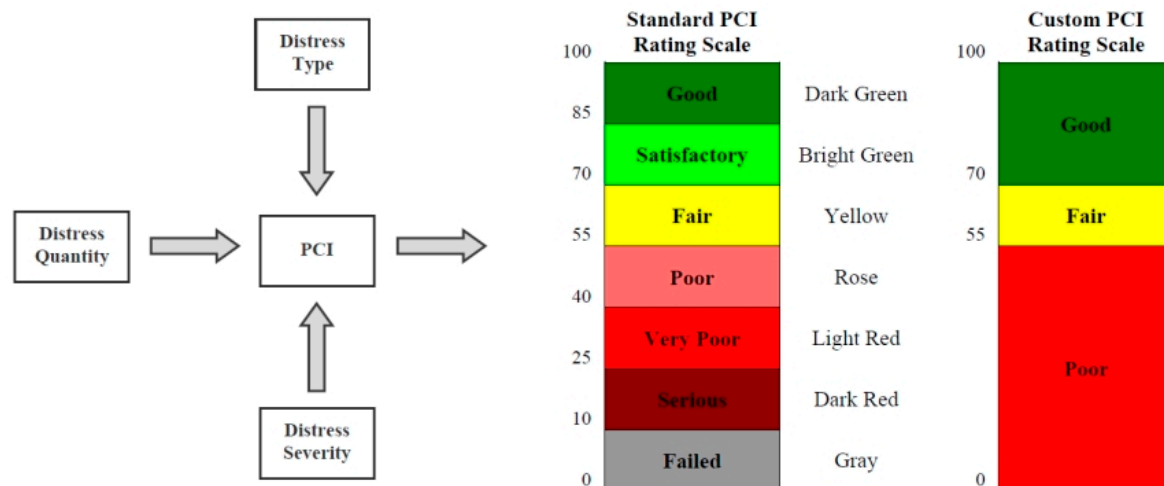 Distress
Type
Distress
Quantity
PCI
Distress
Severity
Standard PCI
Rating Scale
100
Good
Dark Green
85
Satisfactory
Bright Green
70
Fair
Yellow
55
Poor
Rose
40
Very Poor
Light Red
25
Serious
Dark Red
10
Failed
Gray
0
Custom PCI
Rating Scale
100
Good
70
Fair
55
Poor
0